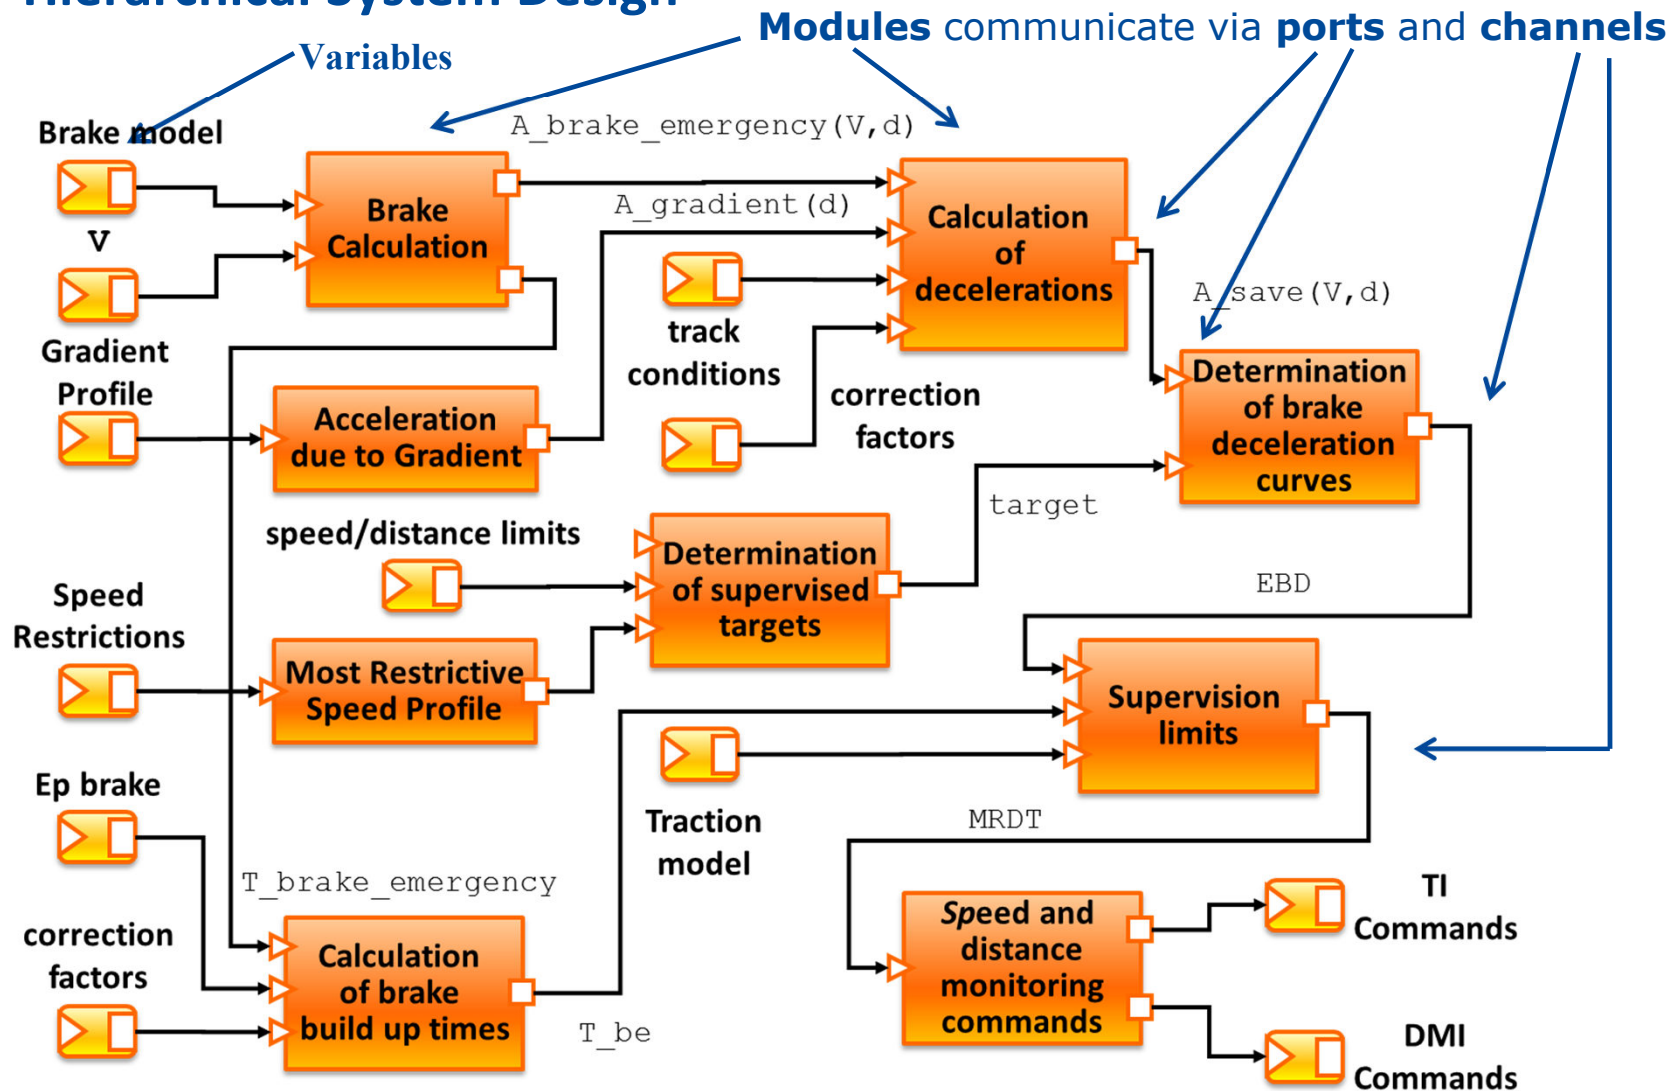 Hierarchical System Design
Modules communicate via ports and channels
Variables
Brake model
A_brake_emergency(V,d)
V
Brake
Calculation
A_gradient(d)
Calculation
of
decelerations
Gradient
Profile
track
conditions
A_save(V,d)
Acceleration
due to Gradient
correction
factors
Determination
of brake
deceleration
curves
target
speed/distance limits
Determination
of supervised
targets
EBD
Speed
Restrictions
Most Restrictive
Speed Profile
Supervision
limits
Ep brake
Traction
model
MRDT
T_brake_emergency
correction
factors
Calculation
of brake
build up times
T_be
Speed and
distance
monitoring
commands
TI
Commands
DMI
Commands